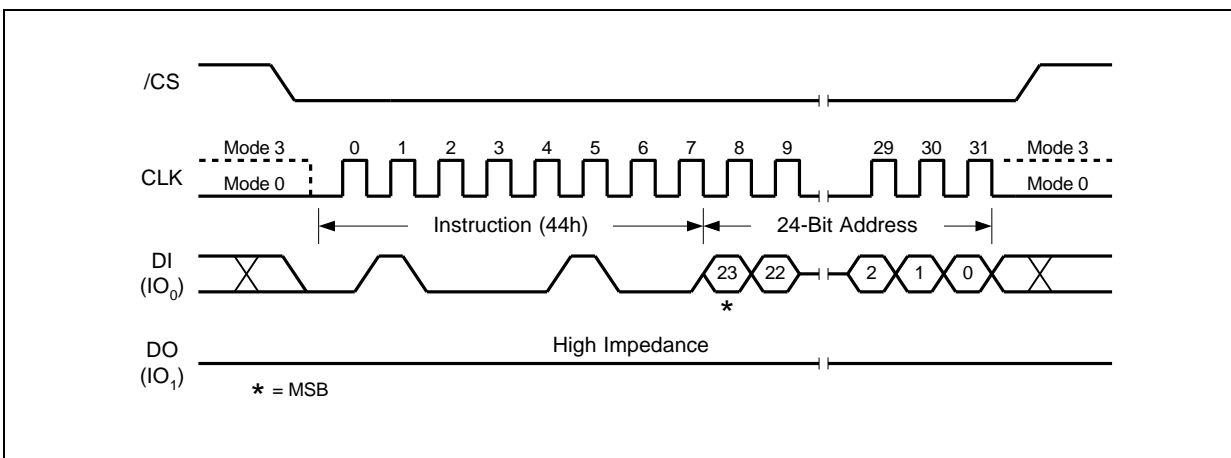 /CS
Mode 3 0 1 2 3 4 5 6 7 8 9 29 30 31 Mode 3
CLK
Mode 0 Mode 0
Instruction (44h) 24-Bit Address
DI
(IO₀)
23 22 2 1 0
*
High Impedance
DO
(IO₁)
* = MSB